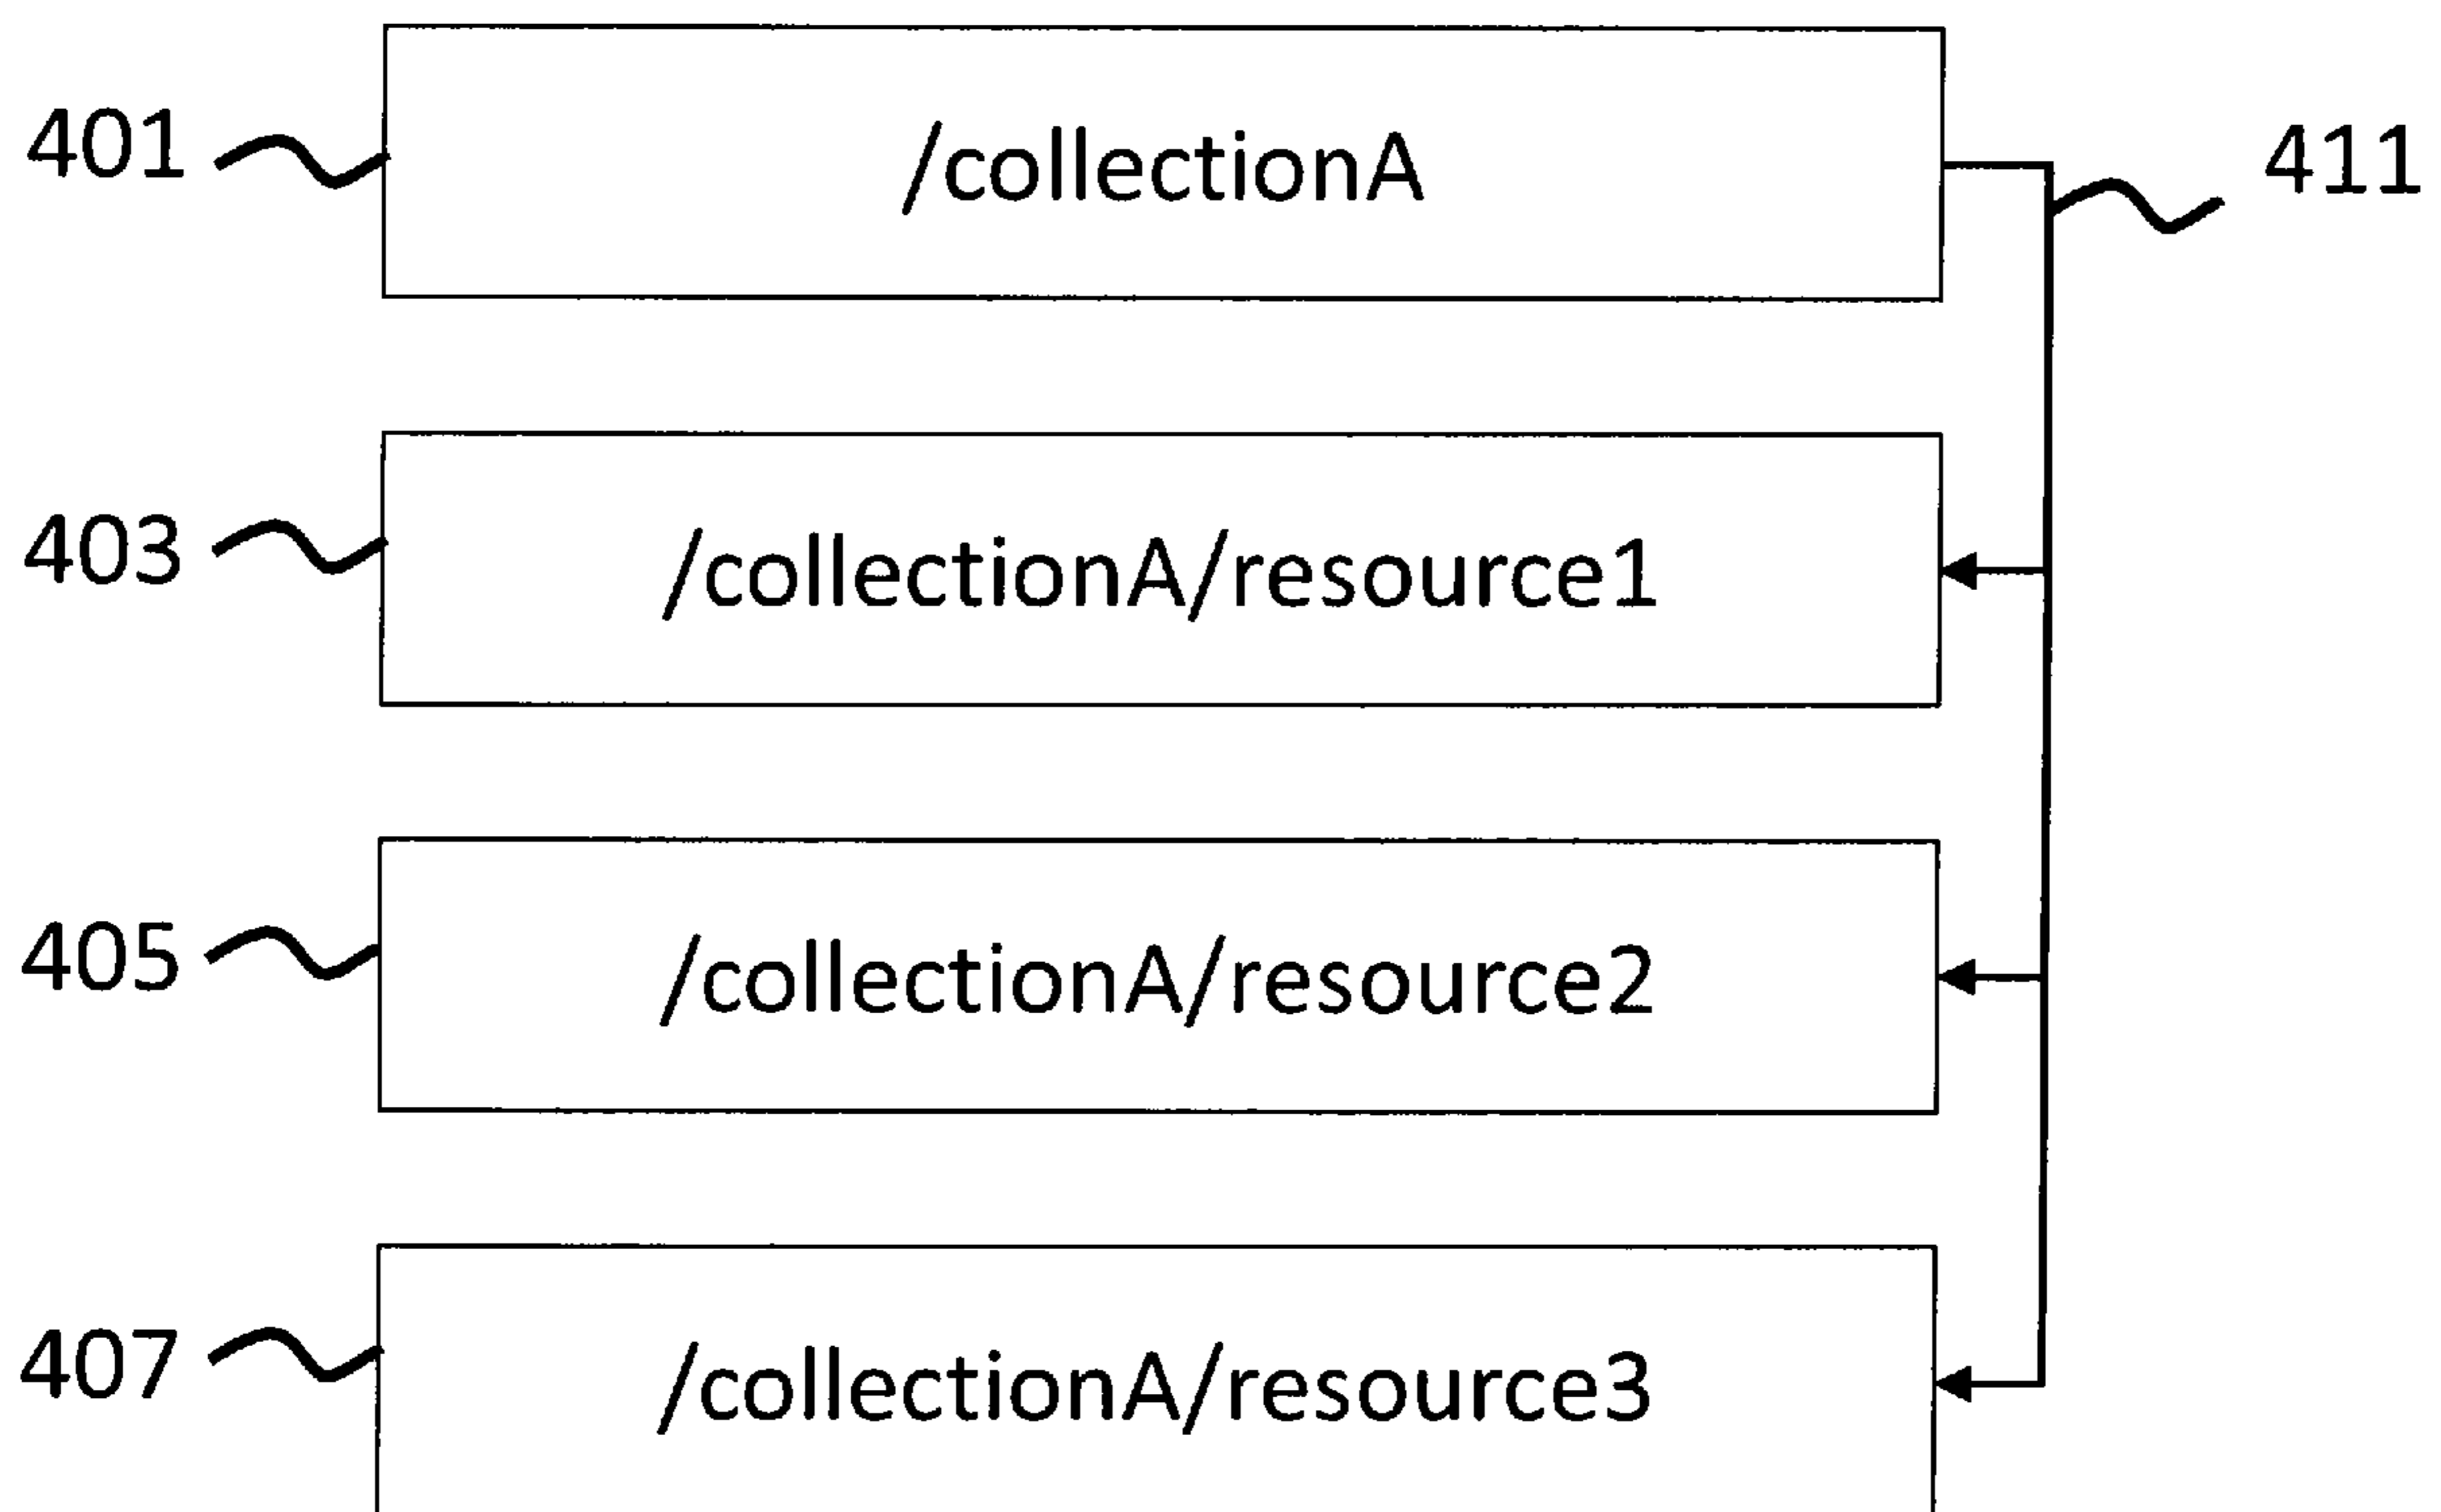 401
/collectionA
411
403
/collectionA/resource1
405
/collectionA/resource2
407
/collectionA/resource3